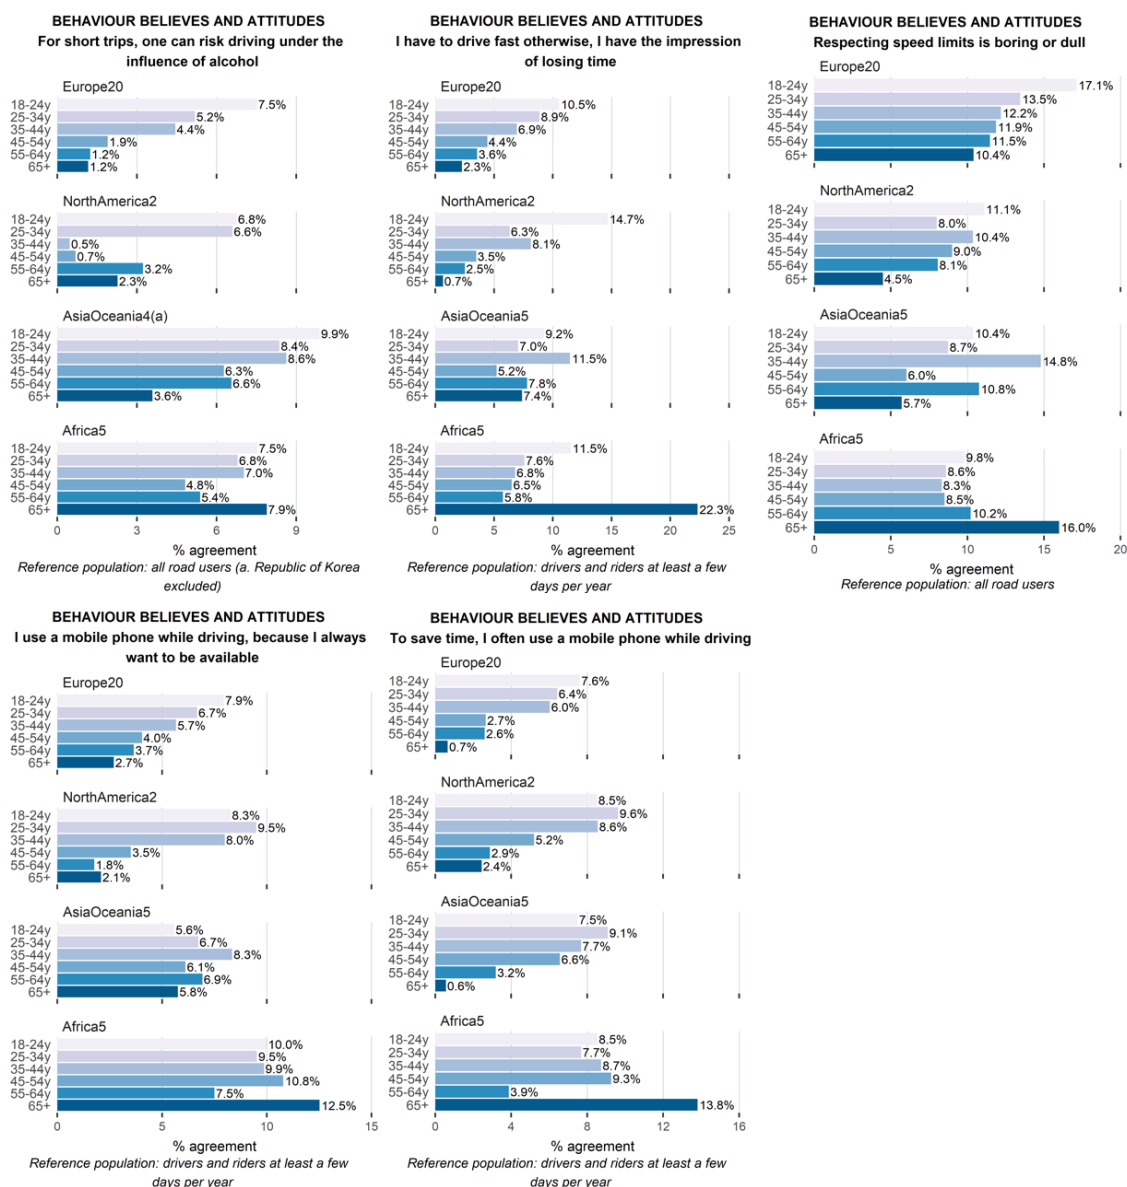 BEHAVIOUR BELIEVES AND ATTITUDES
For short trips, one can risk driving under the
influence of alcohol
Europe20
18-24y 7.5%
25-34y 5.2%
35-44y 4.4%
45-54y 1.9%
55-64y 1.2%
65+ 1.2%
NorthAmerica2
18-24y 6.8%
25-34y 6.6%
35-44y 0.5%
45-54y 0.7%
55-64y 3.2%
65+ 2.3%
AsiaOceania4(a)
18-24y 9.9%
25-34y 8.4%
35-44y 8.6%
45-54y 6.3%
55-64y 6.6%
65+ 3.6%
Africa5
18-24y 7.5%
25-34y 6.8%
35-44y 7.0%
45-54y 4.8%
55-64y 5.4%
65+ 7.9%
0 3 6 9
% agreement
Reference population: all road users (a. Republic of Korea
excluded)
BEHAVIOUR BELIEVES AND ATTITUDES
I have to drive fast otherwise, I have the impression
of losing time
Europe20
18-24y 10.5%
25-34y 8.9%
35-44y 6.9%
45-54y 4.4%
55-64y 3.6%
65+ 2.3%
NorthAmerica2
18-24y 14.7%
25-34y 6.3%
35-44y 8.1%
45-54y 3.5%
55-64y 2.5%
65+ 0.7%
AsiaOceania5
18-24y 9.2%
25-34y 7.0%
35-44y 11.5%
45-54y 5.2%
55-64y 7.8%
65+ 7.4%
Africa5
18-24y 11.5%
25-34y 7.6%
35-44y 6.8%
45-54y 6.5%
55-64y 5.8%
65+ 22.3%
0 5 10 15 20 25
% agreement
Reference population: drivers and riders at least a few
days per year
BEHAVIOUR BELIEVES AND ATTITUDES
Respecting speed limits is boring or dull
Europe20
18-24y 17.1%
25-34y 13.5%
35-44y 12.2%
45-54y 11.9%
55-64y 11.5%
65+ 10.4%
NorthAmerica2
18-24y 11.1%
25-34y 8.0%
35-44y 10.4%
45-54y 9.0%
55-64y 8.1%
65+ 4.5%
AsiaOceania5
18-24y 10.4%
25-34y 8.7%
35-44y 14.8%
45-54y 6.0%
55-64y 10.8%
65+ 5.7%
Africa5
18-24y 9.8%
25-34y 8.6%
35-44y 8.3%
45-54y 8.5%
55-64y 10.2%
65+ 16.0%
0 5 10 15 20
% agreement
Reference population: all road users
BEHAVIOUR BELIEVES AND ATTITUDES
I use a mobile phone while driving, because I always
want to be available
Europe20
18-24y 7.9%
25-34y 6.7%
35-44y 5.7%
45-54y 4.0%
55-64y 3.7%
65+ 2.7%
NorthAmerica2
18-24y 8.3%
25-34y 9.5%
35-44y 8.0%
45-54y 3.5%
55-64y 1.8%
65+ 2.1%
AsiaOceania5
18-24y 5.6%
25-34y 6.7%
35-44y 8.3%
45-54y 6.1%
55-64y 6.9%
65+ 5.8%
Africa5
18-24y 10.0%
25-34y 9.5%
35-44y 9.9%
45-54y 10.8%
55-64y 7.5%
65+ 12.5%
0 5 10 15
% agreement
Reference population: drivers and riders at least a few
days per year
BEHAVIOUR BELIEVES AND ATTITUDES
To save time, I often use a mobile phone while driving
Europe20
18-24y 7.6%
25-34y 6.4%
35-44y 6.0%
45-54y 2.7%
55-64y 2.6%
65+ 0.7%
NorthAmerica2
18-24y 8.5%
25-34y 9.6%
35-44y 8.6%
45-54y 5.2%
55-64y 2.9%
65+ 2.4%
AsiaOceania5
18-24y 7.5%
25-34y 9.1%
35-44y 7.7%
45-54y 6.6%
55-64y 3.2%
65+ 0.6%
Africa5
18-24y 8.5%
25-34y 7.7%
35-44y 8.7%
45-54y 9.3%
55-64y 3.9%
65+ 13.8%
0 4 8 12 16
% agreement
Reference population: drivers and riders at least a few
days per year